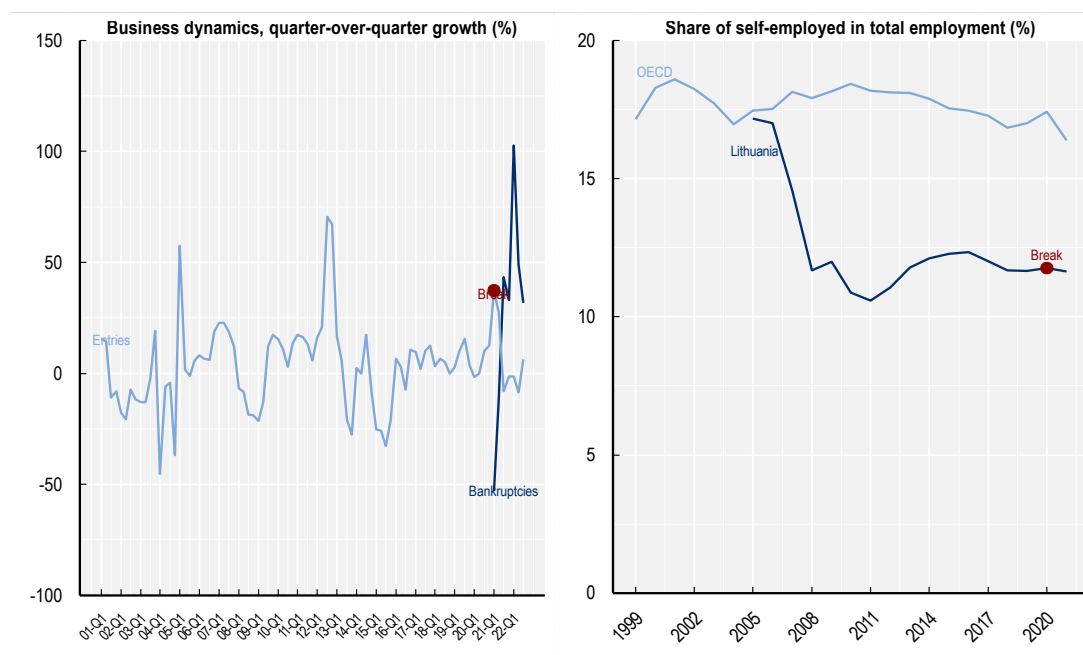 Business dynamics, quarter-over-quarter growth (%)
150
100
50
0
-50
-100
Entries
Break
Bankruptcies
01-Q1
02-Q1
03-Q1
04-Q1
05-Q1
06-Q1
07-Q1
08-Q1
09-Q1
10-Q1
11-Q1
12-Q1
13-Q1
14-Q1
15-Q1
16-Q1
17-Q1
18-Q1
19-Q1
20-Q1
21-Q1
22-Q1
Share of self-employed in total employment (%)
20
15
10
5
0
OECD
Lithuania
Break
1999
2002
2005
2008
2011
2014
2017
2020